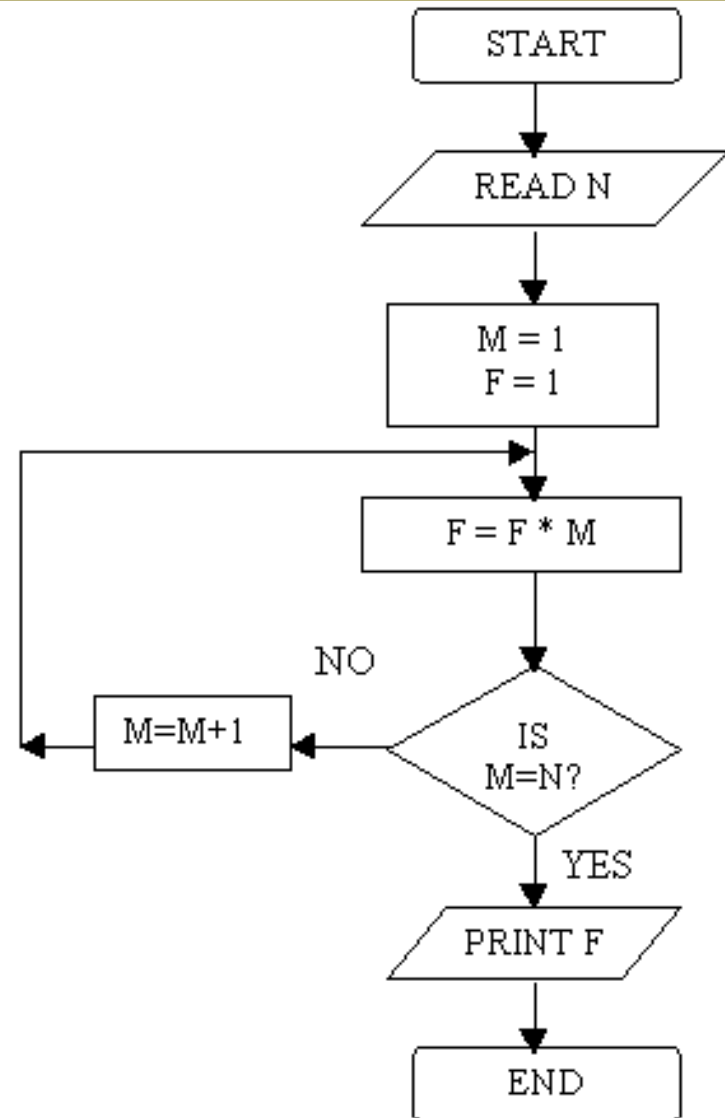 START
READ N
M = 1
F = 1
F = F * M
NO
M=M+1
IS
M=N?
YES
PRINT F
END